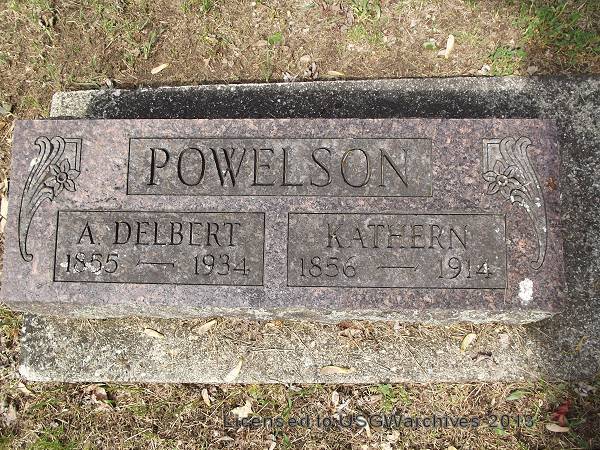 POWELSON
A. DELBERT
1855 — 1934
KATHERN
1856 — 1914
Licensed to USGWarchives 2013